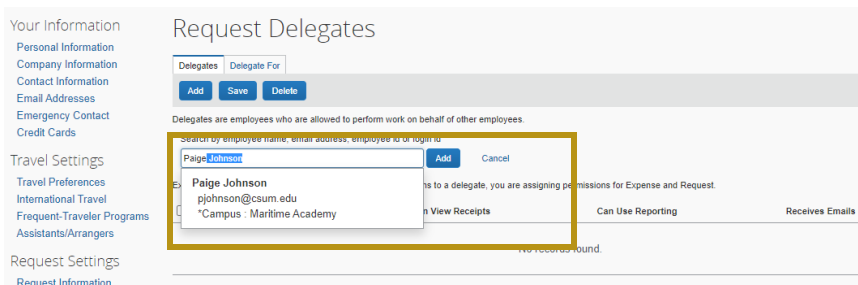 Your Information
Personal Information
Company Information
Contact Information
Email Addresses
Emergency Contact
Credit Cards
Travel Settings
Travel Preferences
International Travel
Frequent-Traveler Programs
Assistants/Arrangers
Request Settings
Request Information
Request Delegates
Delegates Delegate For
Add Save Delete
Delegates are employees who are allowed to perform work on behalf of other employees.
Search by employee name, email address, employee id or login id
Paige Johnson Add Cancel
Paige Johnson
pjohnson@csum.edu
*Campus : Maritime Academy
to a delegate, you are assigning permissions for Expense and Request.
View Receipts Can Use Reporting Receives Emails
No records found.